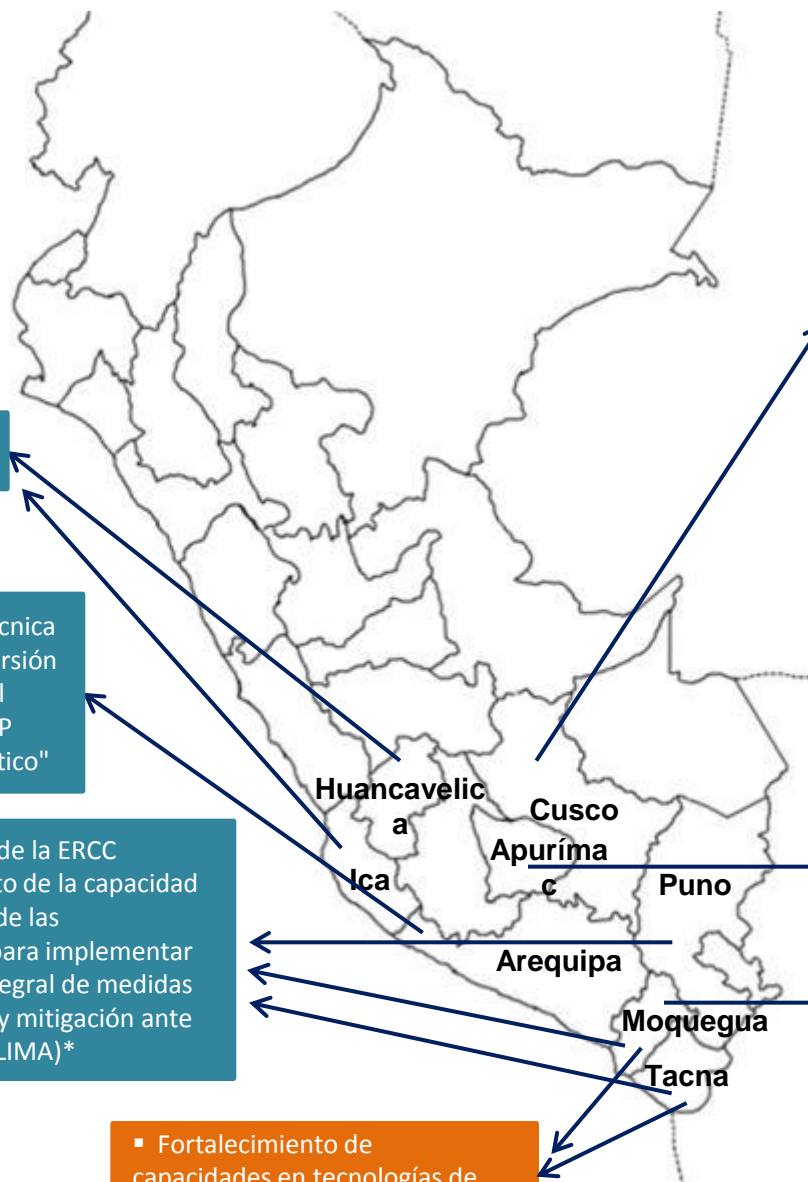 cnica
rsión
l
P
tico"
Huancavelic
a
Cusco
Apuríma
c
Ica
Puno
Arequipa
Moquegua
Tacna
de la ERCC
to de la capacidad
de las
para implementar
egral de medidas
y mitigación ante
LIMA)*
▪ Fortalecimiento de
capacidades en tecnologías de